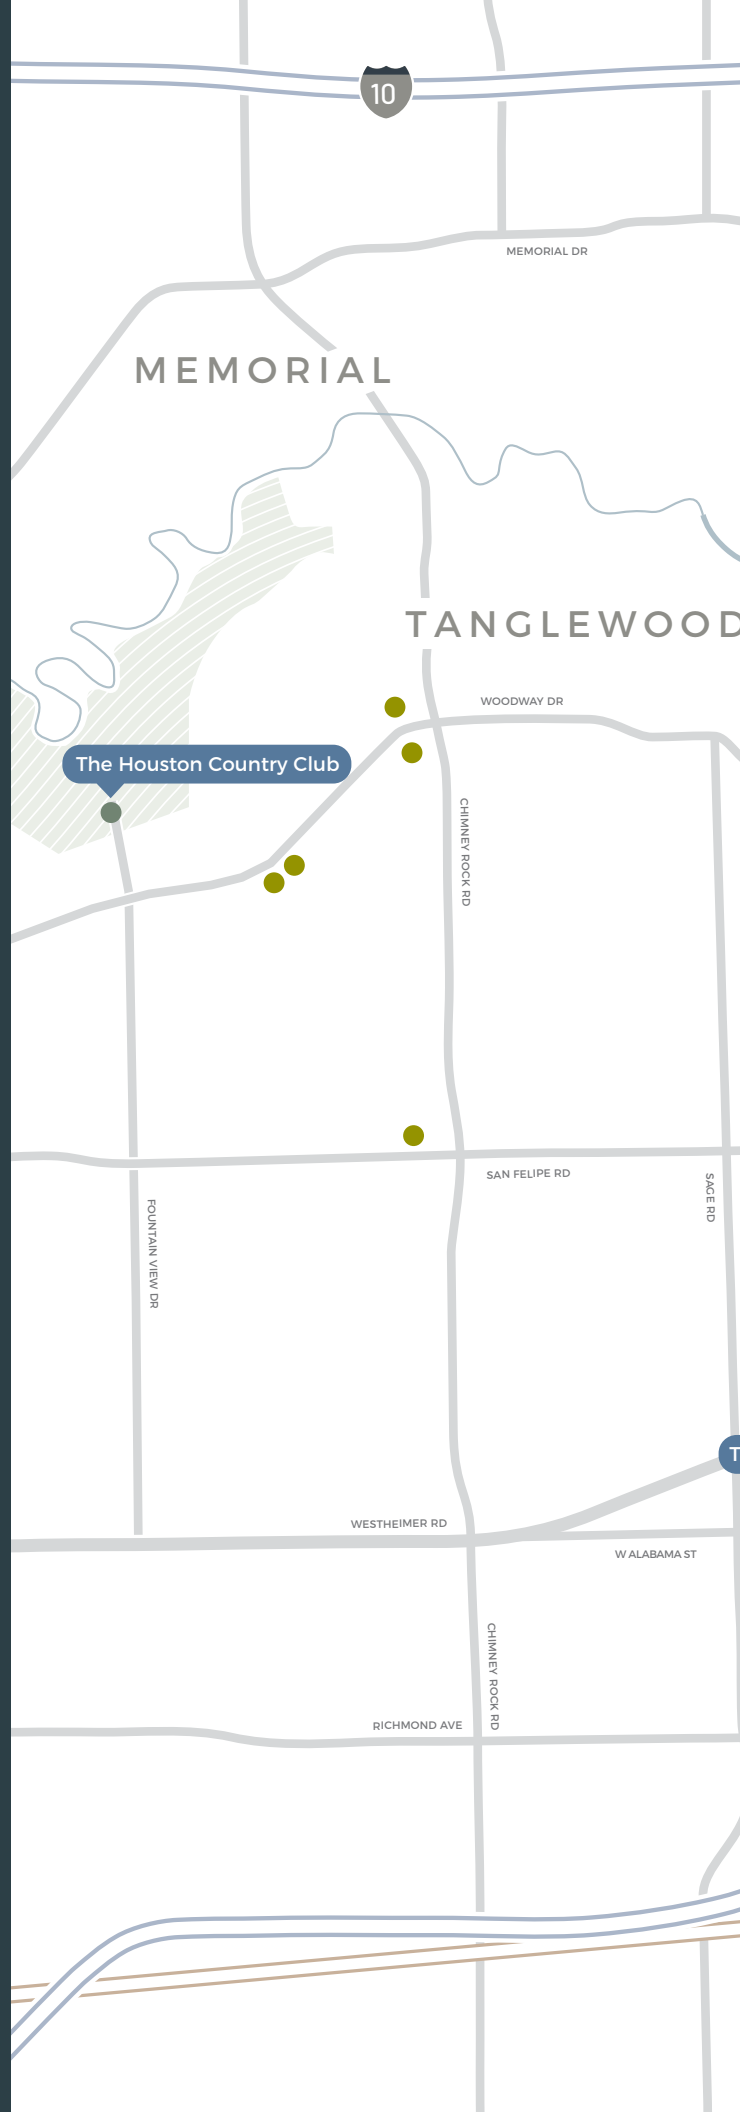 10
MEMORIAL DR
MEMORIAL
TANGLEWOOD
WOODWAY DR
The Houston Country Club
CHIMNEY ROCK RD
SAN FELIPE RD
SAGE RD
FOUNTAIN VIEW DR
T
WESTHEIMER RD
W ALABAMA ST
CHIMNEY ROCK RD
RICHMOND AVE